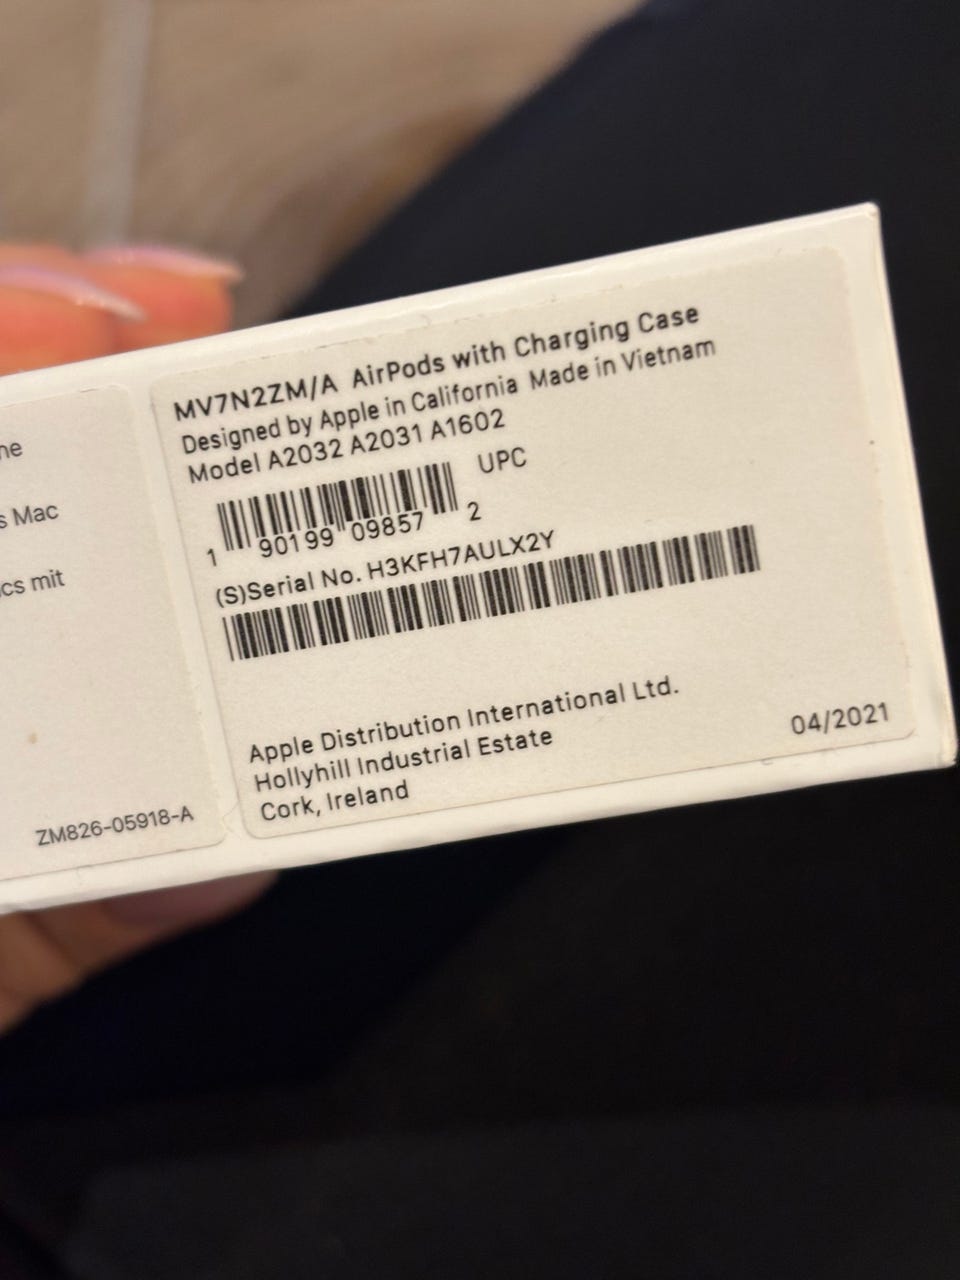 s Mac
cs mit
ZM826-05918-A
MV7N2ZM/A AirPods with Charging Case
Designed by Apple in California Made in Vietnam
Model A2032 A2031 A1602
UPC
1 90199 09857 2
(S)Serial No. H3KFH7AULX2Y
Apple Distribution International Ltd.
Hollyhill Industrial Estate
Cork, Ireland
04/2021